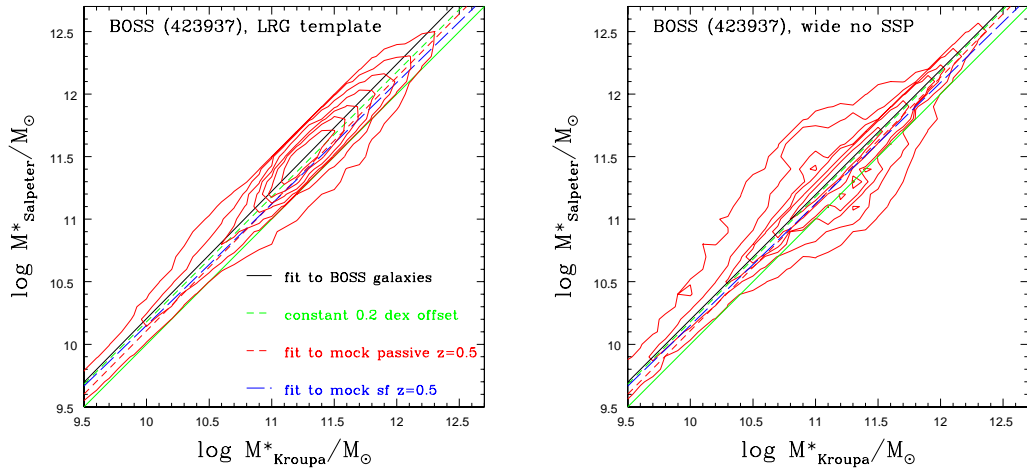 BOSS (423937), LRG template
12.5
12
11.5
11
10.5
10
9.5
log M*Salpeter/M⊙
fit to BOSS galaxies
constant 0.2 dex offset
fit to mock passive z=0.5
fit to mock sf z=0.5
9.5 10 10.5 11 11.5 12 12.5
log M*Kroupa/M⊙
BOSS (423937), wide no SSP
12.5
12
11.5
11
10.5
10
9.5
log M*Salpeter/M⊙
9.5 10 10.5 11 11.5 12 12.5
log M*Kroupa/M⊙